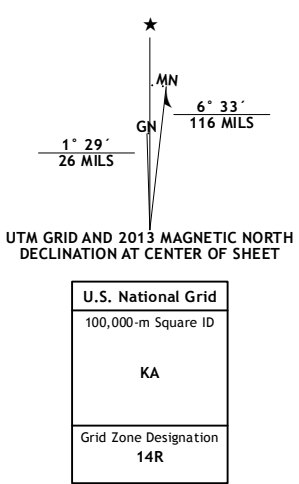 ★
MN
6° 33´
116 MILS
GN
1° 29´
26 MILS
UTM GRID AND 2013 MAGNETIC NORTH
DECLINATION AT CENTER OF SHEET
U.S. National Grid
100,000-m Square ID
KA
Grid Zone Designation
14R